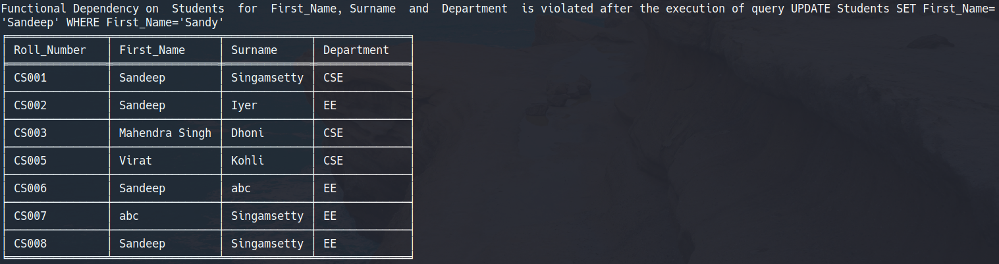 Functional Dependency on  Students  for  First_Name, Surname  and  Department  is violated after the execution of query UPDATE Students SET First_Name=
'Sandeep' WHERE First_Name='Sandy'
Roll_Number First_Name Surname Department
CS001 Sandeep Singamsetty CSE
CS002 Sandeep Iyer EE
CS003 Mahendra Singh Dhoni CSE
CS005 Virat Kohli CSE
CS006 Sandeep abc EE
CS007 abc Singamsetty EE
CS008 Sandeep Singamsetty EE